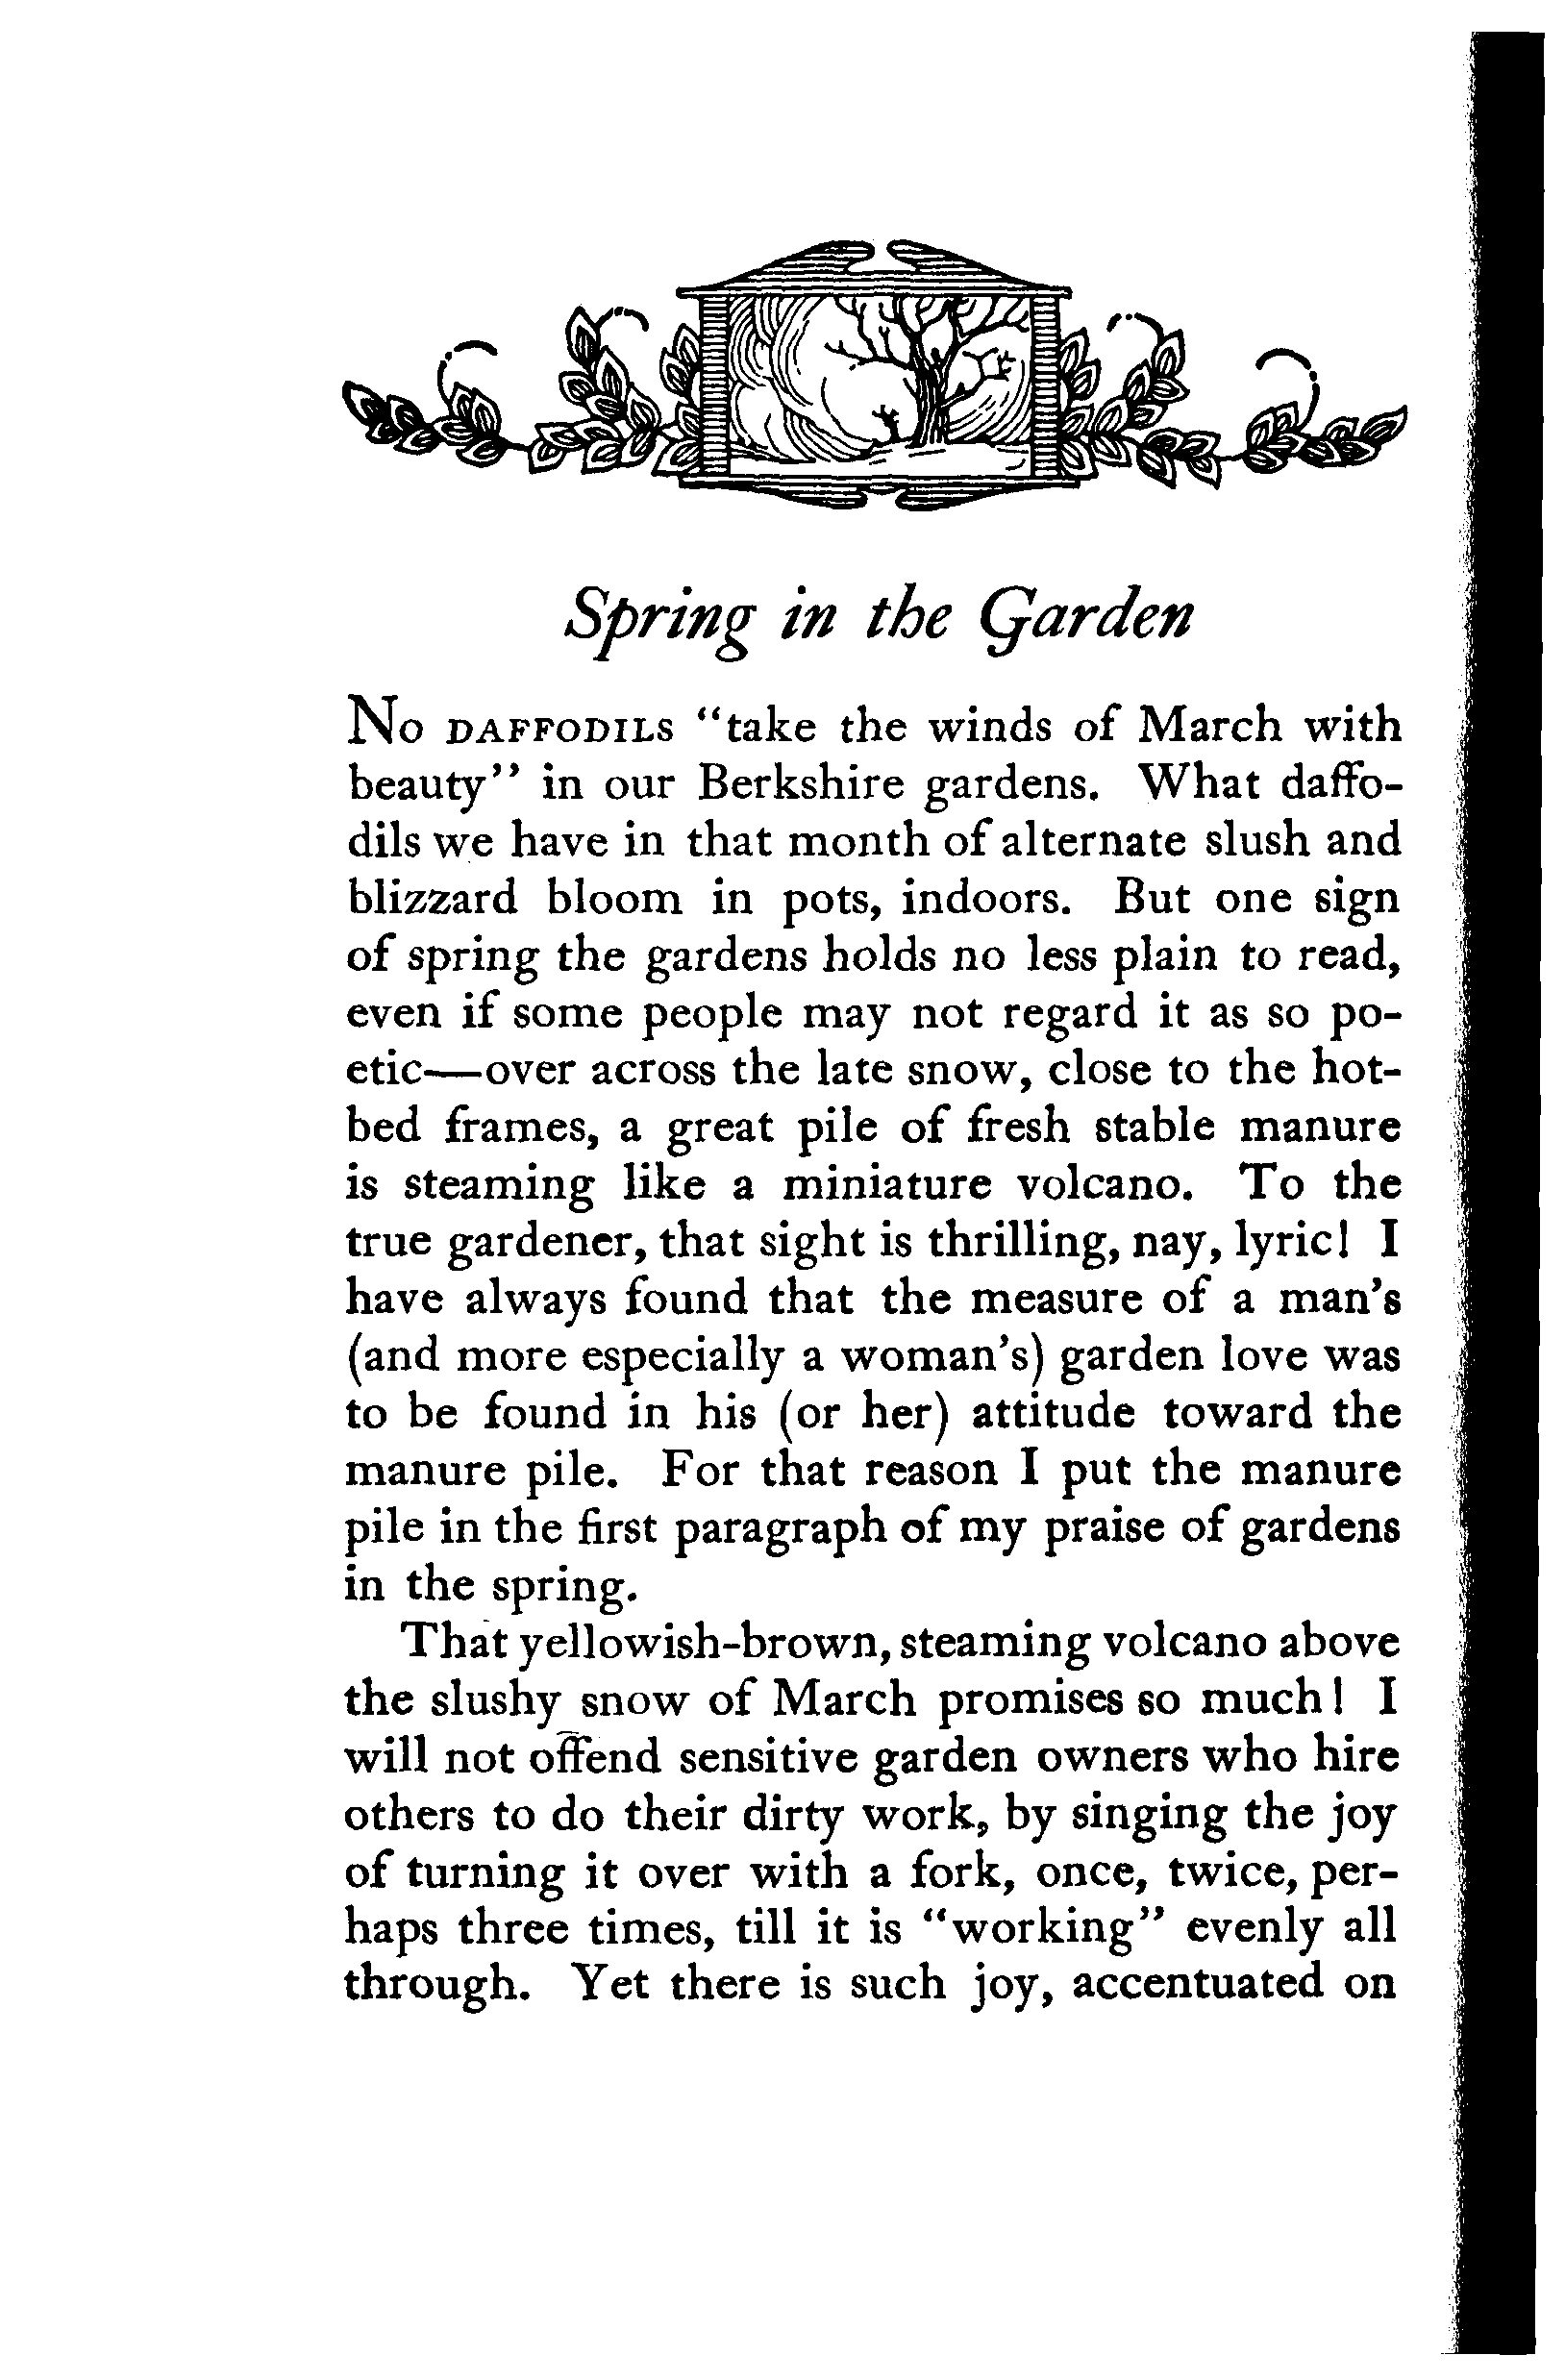 Spring in the Garden
No DAFFODILS “take the winds of March with
beauty” in our Berkshire gardens. What daffo-
dils we have in that month of alternate slush and
blizzard bloom in pots, indoors. But one sign
of spring the gardens holds no less plain to read,
even if some people may not regard it as so po-
etic—over across the late snow, close to the hot-
bed frames, a great pile of fresh stable manure
is steaming like a miniature volcano. To the
true gardener, that sight is thrilling, nay, lyric! I
have always found that the measure of a man’s
(and more especially a woman’s) garden love was
to be found in his (or her) attitude toward the
manure pile. For that reason I put the manure
pile in the first paragraph of my praise of gardens
in the spring.
That yellowish-brown, steaming volcano above
the slushy snow of March promises so much! I
will not offend sensitive garden owners who hire
others to do their dirty work, by singing the joy
of turning it over with a fork, once, twice, per-
haps three times, till it is “working” evenly all
through. Yet there is such joy, accentuated on